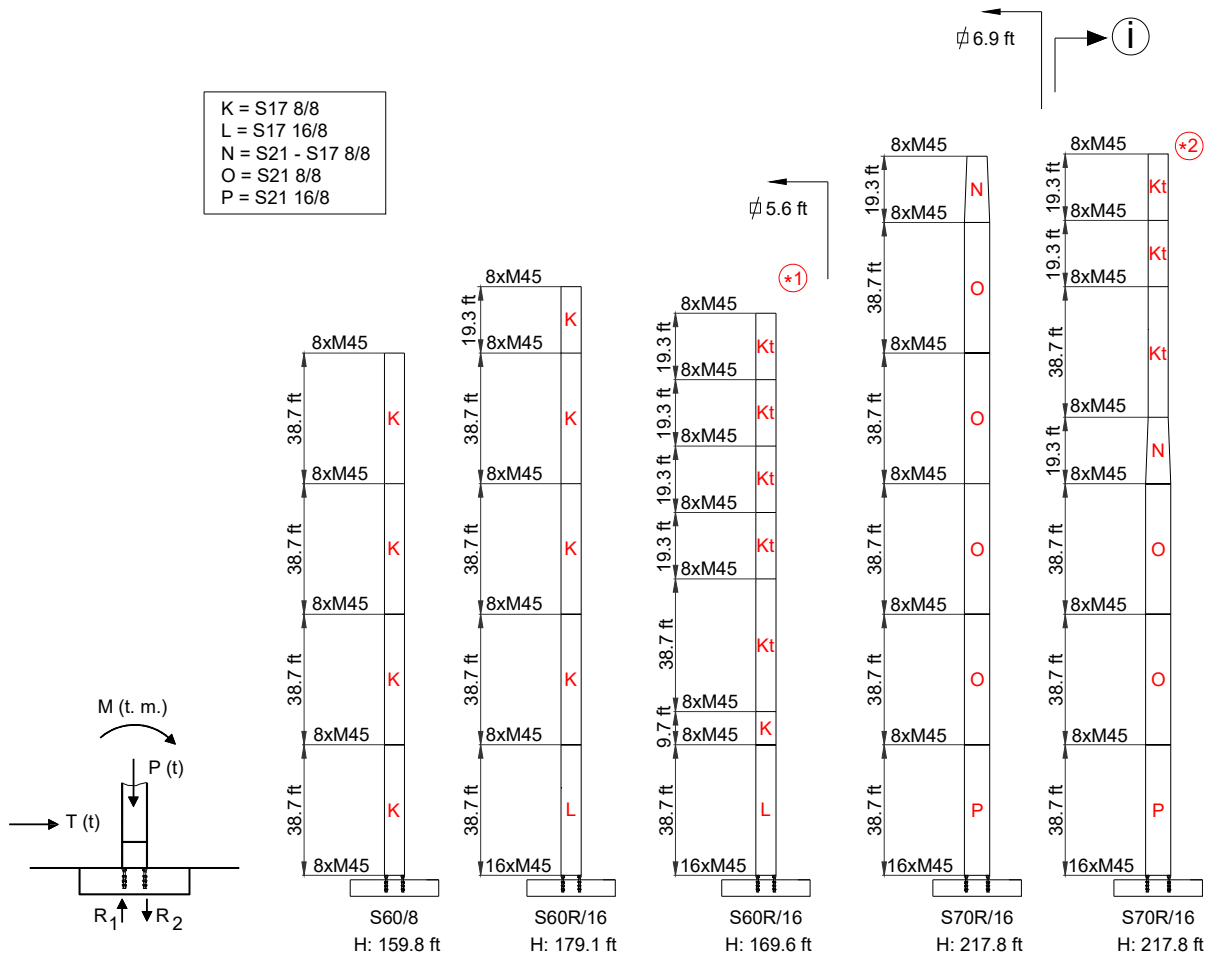 ⌀ 6.9 ft
i
K = S17 8/8
L = S17 16/8
N = S21 - S17 8/8
O = S21 8/8
P = S21 16/8
⌀ 5.6 ft
M (t. m.)
P (t)
T (t)
R1
R2
8xM45
38.7 ft
K
8xM45
38.7 ft
K
8xM45
38.7 ft
K
8xM45
38.7 ft
K
8xM45
S60/8
H: 159.8 ft
8xM45
19.3 ft
K
8xM45
38.7 ft
K
8xM45
38.7 ft
K
8xM45
38.7 ft
K
8xM45
38.7 ft
L
16xM45
S60R/16
H: 179.1 ft
*1
8xM45
19.3 ft
Kt
8xM45
19.3 ft
Kt
8xM45
19.3 ft
Kt
8xM45
19.3 ft
Kt
8xM45
38.7 ft
Kt
8xM45
9.7 ft
K
8xM45
38.7 ft
L
16xM45
S60R/16
H: 169.6 ft
8xM45
19.3 ft
N
8xM45
38.7 ft
O
8xM45
38.7 ft
O
8xM45
38.7 ft
O
8xM45
38.7 ft
O
8xM45
38.7 ft
P
16xM45
S70R/16
H: 217.8 ft
*2
8xM45
19.3 ft
Kt
8xM45
19.3 ft
Kt
8xM45
38.7 ft
Kt
8xM45
19.3 ft
N
8xM45
38.7 ft
O
8xM45
38.7 ft
O
8xM45
38.7 ft
P
16xM45
S70R/16
H: 217.8 ft